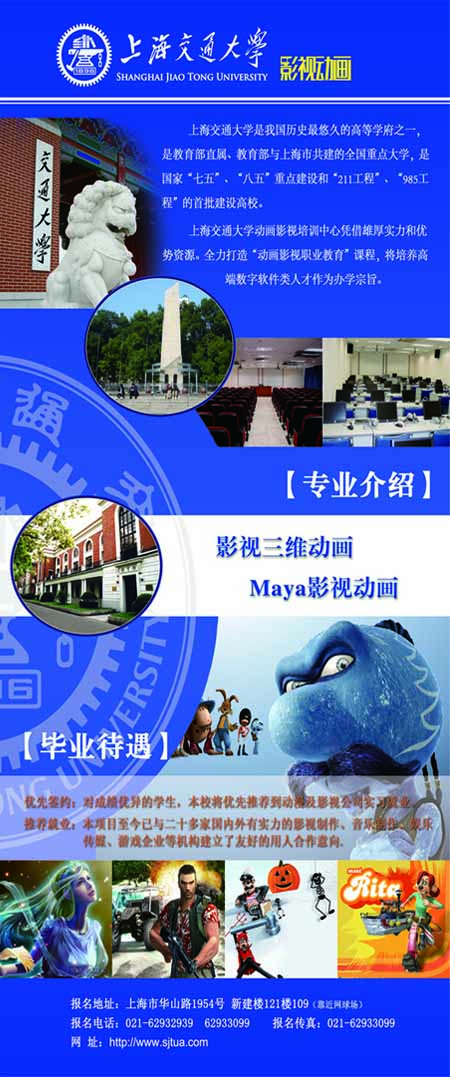 上海交通大学
SHANGHAI JIAO TONG UNIVERSITY
影视动画
1896
上海交通大学是我国历史最悠久的高等学府之一，
是教育部直属、教育部与上海市共建的全国重点大学，是
国家“七五”、“八五”重点建设和“211工程”、“985工
程”的首批建设高校。
上海交通大学动画影视培训中心凭借雄厚实力和优
势资源。全力打造“动画影视职业教育”课程，将培养高
端数字软件类人才作为办学宗旨。
交通大学
【专业介绍】
影视三维动画
Maya影视动画
【毕业待遇】
优先签约：对成绩优异的学生，本校将优先推荐到动漫及影视公司实习就业。
推荐就业：本项目至今已与二十多家国内外有实力的影视制作、音乐制作、娱乐
传媒、游戏企业等机构建立了友好的用人合作意向.
Rita
报名地址：上海市华山路1954号 新建楼121楼109（靠近网球场）
报名电话：021-62932939 62933099 报名传真：021-62933099
网 址：http://www.sjtua.com